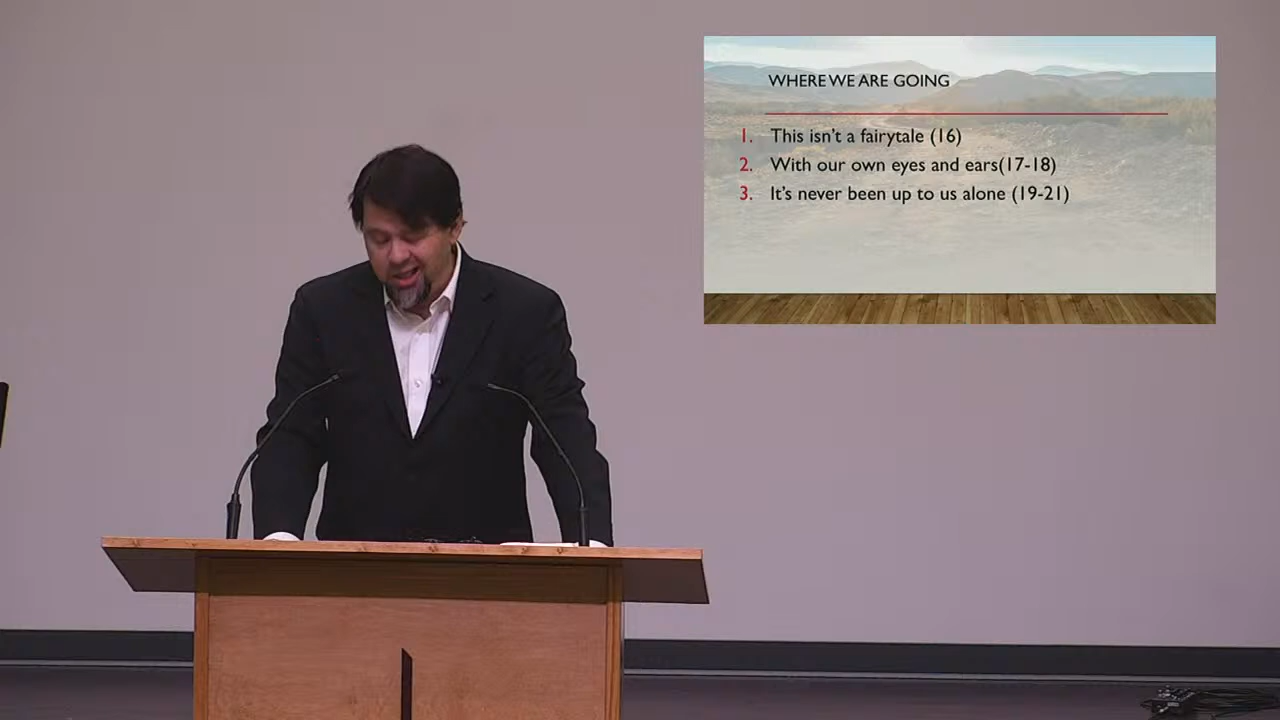 WHERE WE ARE GOING
1. This isn't a fairytale (16)
2. With our own eyes and ears(17-18)
3. It's never been up to us alone (19-21)